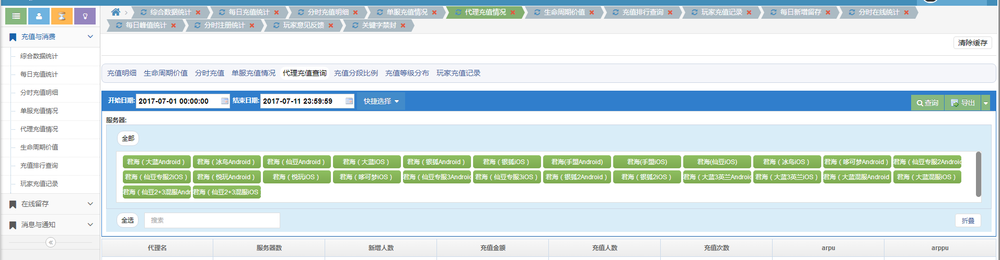 综合数据统计 每日充值统计 分时充值明细 单服充值情况 代理充值情况 生命周期价值 充值排行查询 玩家充值记录 每日新增留存 分时在线统计
每日峰值统计 分时注册统计 玩家意见反馈 关键字禁封
充值与消费
综合数据统计
每日充值统计
分时充值明细
单服充值情况
代理充值情况
生命周期价值
充值排行查询
玩家充值记录
在线留存
消息与通知
清除缓存
充值明细 生命周期价值 分时充值 单服充值情况 代理充值查询 充值分段比例 充值等级分布 玩家充值记录
开始日期: 2017-07-01 00:00:00 结束日期: 2017-07-11 23:59:59 快捷选择 查询 导出
服务器:
全部
君海（大蓝Android） 君海（冰鸟Android） 君海（仙豆Android） 君海（大蓝iOS） 君海（银狐Android） 君海（银狐iOS） 君海(手盟Android) 君海(手盟iOS) 君海(仙豆iOS) 君海（冰鸟iOS） 君海（哆可梦Android） 君海（仙豆专服2Androi
君海（仙豆专服2iOS） 君海（悦玩Android） 君海（悦玩iOS） 君海（哆可梦iOS） 君海（仙豆专服3Androi 君海（仙豆专服3iOS） 君海（银狐2Android） 君海（银狐2iOS） 君海（大蓝3英兰Androi 君海（大蓝3英兰iOS） 君海（大蓝混服Android 君海（大蓝混服iOS）
君海（仙豆2+3混服Andr 君海（仙豆2+3混服iOS
全选 搜索 折叠
代理名 服务器数 新增人数 充值金额 充值人数 充值次数 arpu arppu